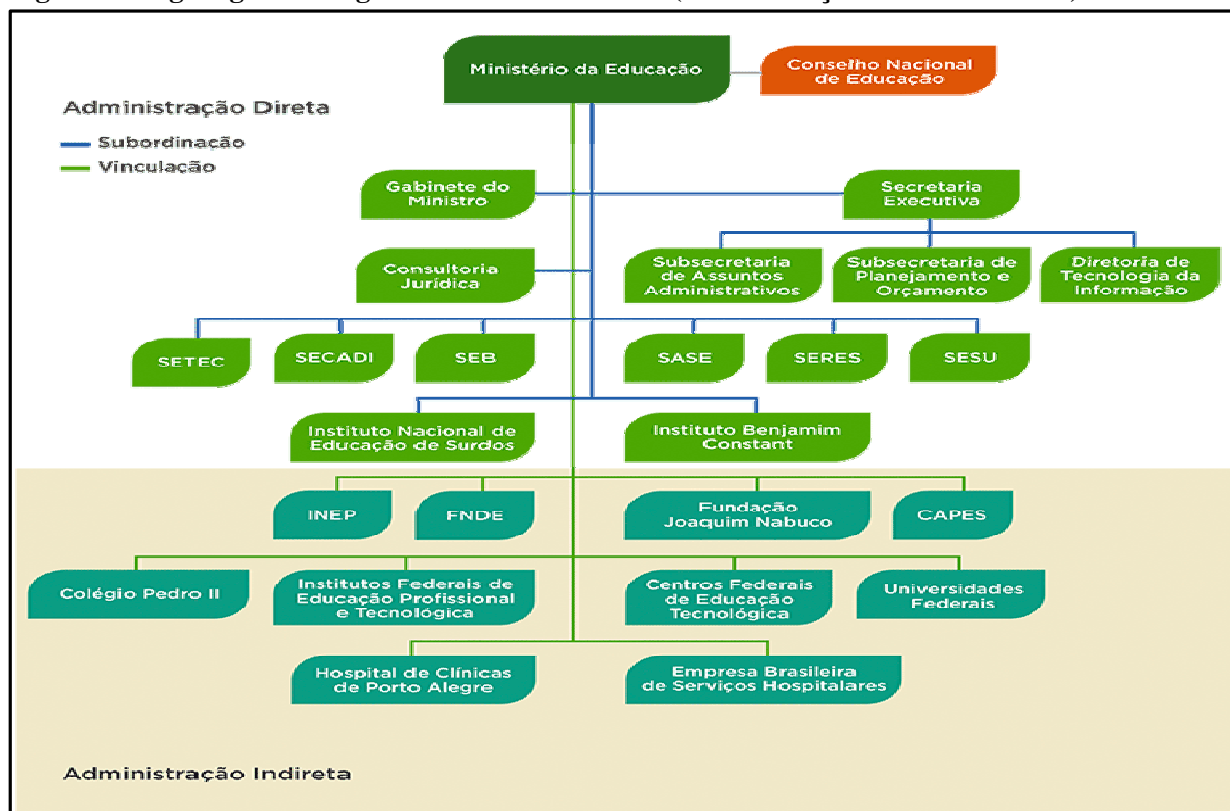 Ministério da Educação
Conselho Nacional
de Educação
Administração Direta
Subordinação
Vinculação
Gabinete do
Ministro
Secretaria
Executiva
Consultoria
Jurídica
Subsecretaria
de Assuntos
Administrativos
Subsecretaria de
Planejamento e
Orçamento
Diretoria de
Tecnologia da
Informação
SETEC
SECADI
SEB
SASE
SERES
SESU
Instituto Nacional de
Educação de Surdos
Instituto Benjamim
Constant
INEP
FNDE
Fundação
Joaquim Nabuco
CAPES
Colégio Pedro II
Institutos Federais de
Educação Profissional
e Tecnológica
Centros Federais
de Educação
Tecnológica
Universidades
Federais
Hospital de Clínicas
de Porto Alegre
Empresa Brasileira
de Serviços Hospitalares
Administração Indireta